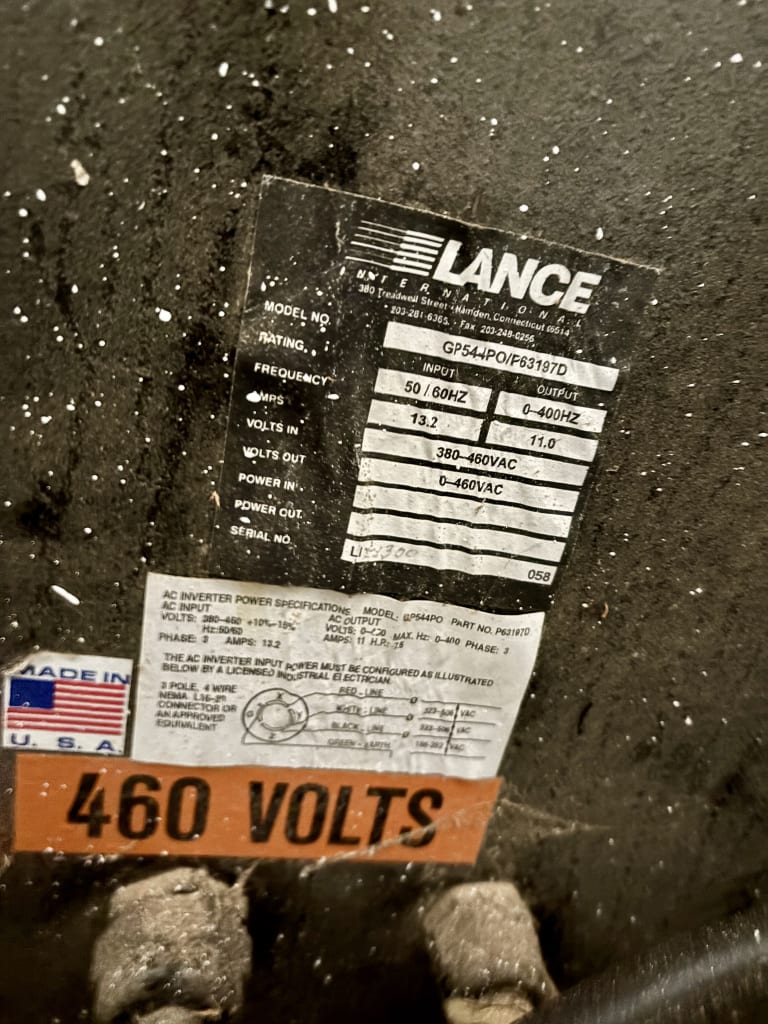 LANCE
INTERNATIONAL
380 Treadwell Street • Hamden, Connecticut 06514
203-281-6365 • Fax 203-248-0256
MODEL NO. GP544PO/F63197D
RATING INPUT OUTPUT
FREQUENCY 50 / 60HZ 0–400HZ
AMPS 13.2 11.0
VOLTS IN 380–460VAC
VOLTS OUT 0–460VAC
POWER IN
POWER OUT
SERIAL NO. 058
AC INVERTER POWER SPECIFICATIONS MODEL: GP544PO PART NO. P63197D
AC INPUT AC OUTPUT
VOLTS: 380-460 +10%-15% VOLTS: MAX. Hz: 0-400 PHASE: 3
Hz:50/60 AMPS: 11 H.P.:
PHASE: 3 AMPS: 13.2
THE AC INVERTER INPUT POWER MUST BE CONFIGURED AS ILLUSTRATED
BELOW BY A LICENSED INDUSTRIAL ELECTRICIAN.
3 POLE, 4 WIRE
NEMA
CONNECTOR OR
AN APPROVED
EQUIVALENT
X
Y
Z
G
RED - LINE
WHITE - LINE
BLACK - LINE
GREEN - EARTH
323-506 VAC
323-506 VAC
VAC
MADE IN
U. S. A.
460 VOLTS